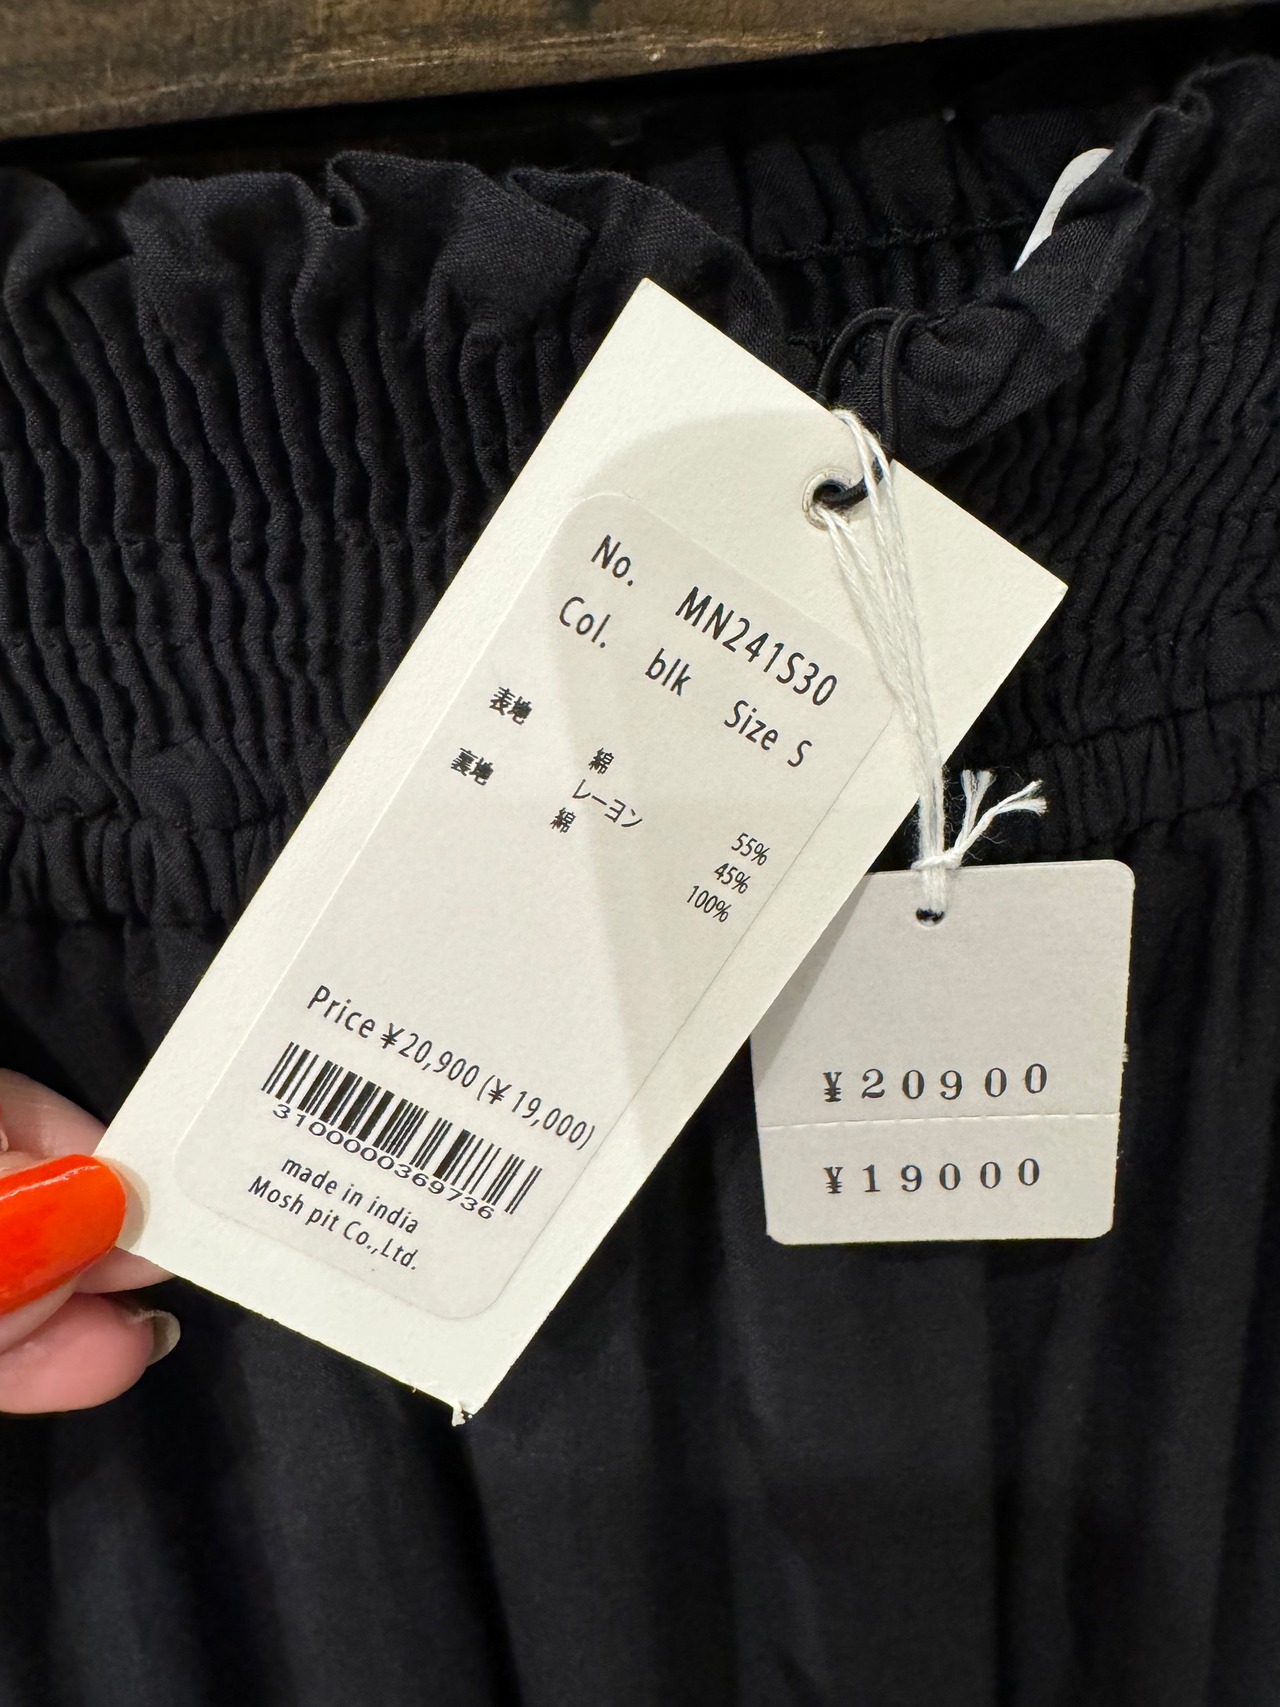 No. MN241S30
Col. blk Size S
表地 綿 55%
レーヨン 45%
裏地 綿 100%
Price ¥20,900 (¥ 19,000)
3100000369736
made in india
Mosh pit Co.,Ltd.
¥20900
¥19000